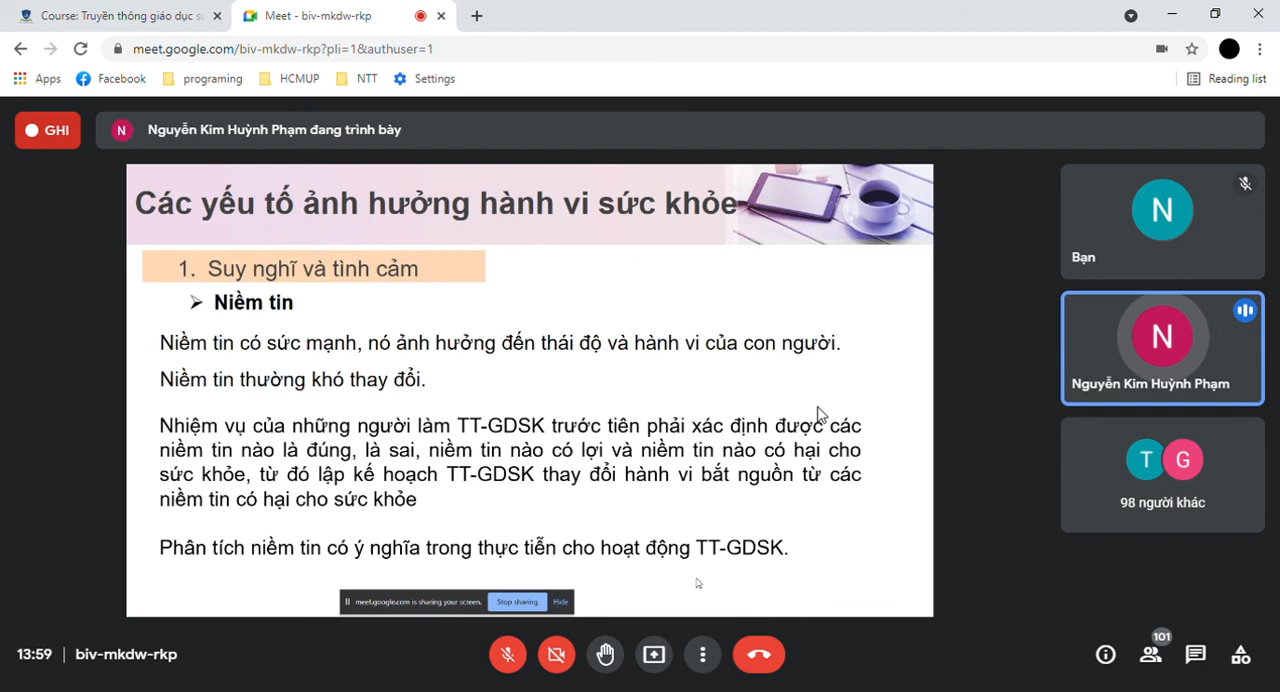 Course: Truyền thông giáo dục s
Meet - biv-mkdw-rkp
meet.google.com/biv-mkdw-rkp?pli=1&authuser=1
Apps Facebook programing HCMUP NTT Settings Reading list
GHI
N Nguyễn Kim Huỳnh Phạm đang trình bày
Các yếu tố ảnh hưởng hành vi sức khỏe
1. Suy nghĩ và tình cảm
➢ Niềm tin
Niềm tin có sức mạnh, nó ảnh hưởng đến thái độ và hành vi của con người.
Niềm tin thường khó thay đổi.
Nhiệm vụ của những người làm TT-GDSK trước tiên phải xác định được các
niềm tin nào là đúng, là sai, niềm tin nào có lợi và niềm tin nào có hại cho
sức khỏe, từ đó lập kế hoạch TT-GDSK thay đổi hành vi bắt nguồn từ các
niềm tin có hại cho sức khỏe
Phân tích niềm tin có ý nghĩa trong thực tiễn cho hoạt động TT-GDSK.
meet.google.com is sharing your screen. Stop sharing Hide
N
Bạn
N
Nguyễn Kim Huỳnh Phạm
T G
98 người khác
13:59 | biv-mkdw-rkp
101